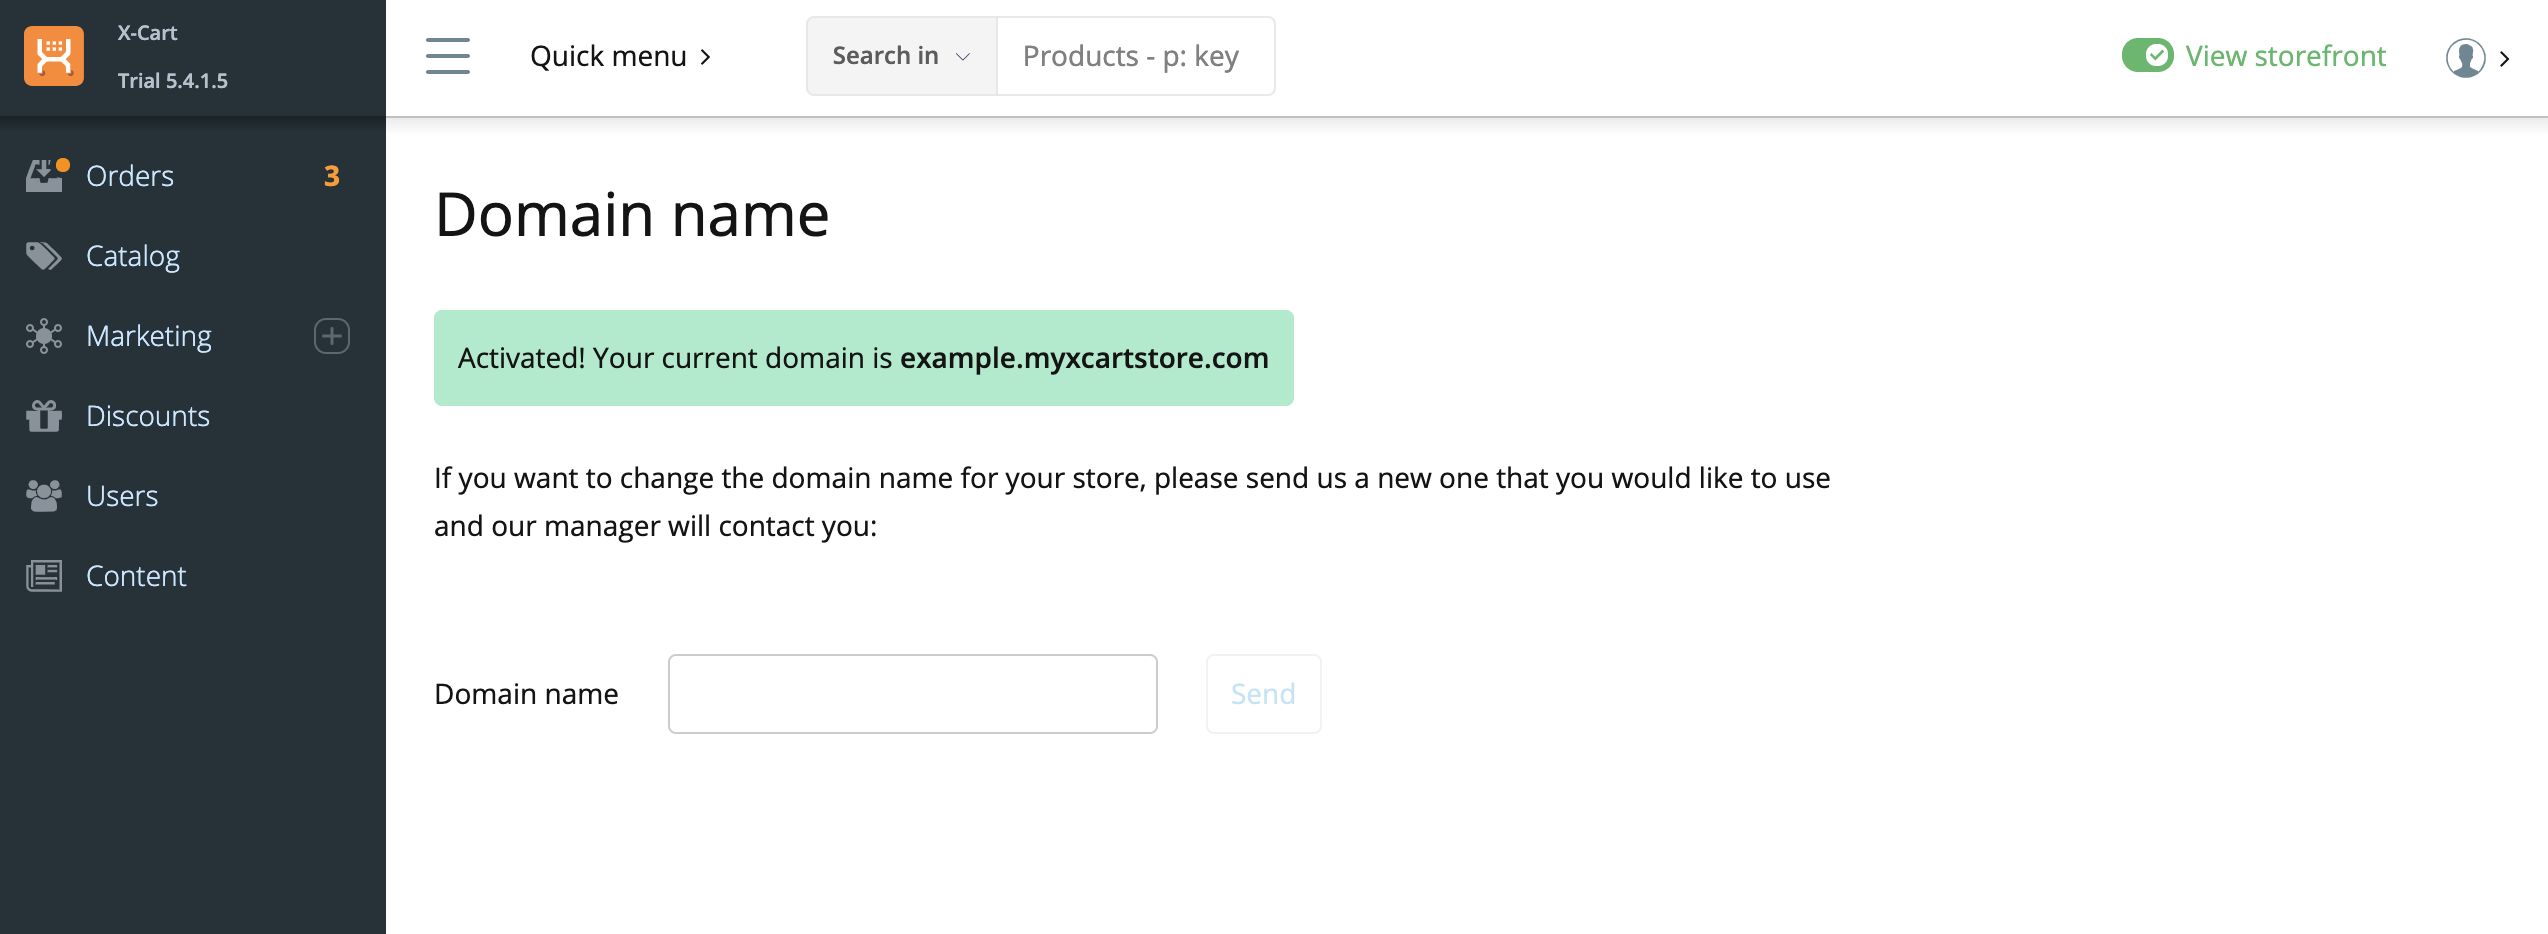 X-Cart
Trial 5.4.1.5
Quick menu
Search in
Products - p: key
View storefront
Orders 3
Catalog
Marketing
Discounts
Users
Content
Domain name
Activated! Your current domain is example.myxcartstore.com
If you want to change the domain name for your store, please send us a new one that you would like to use
and our manager will contact you:
Domain name
Send